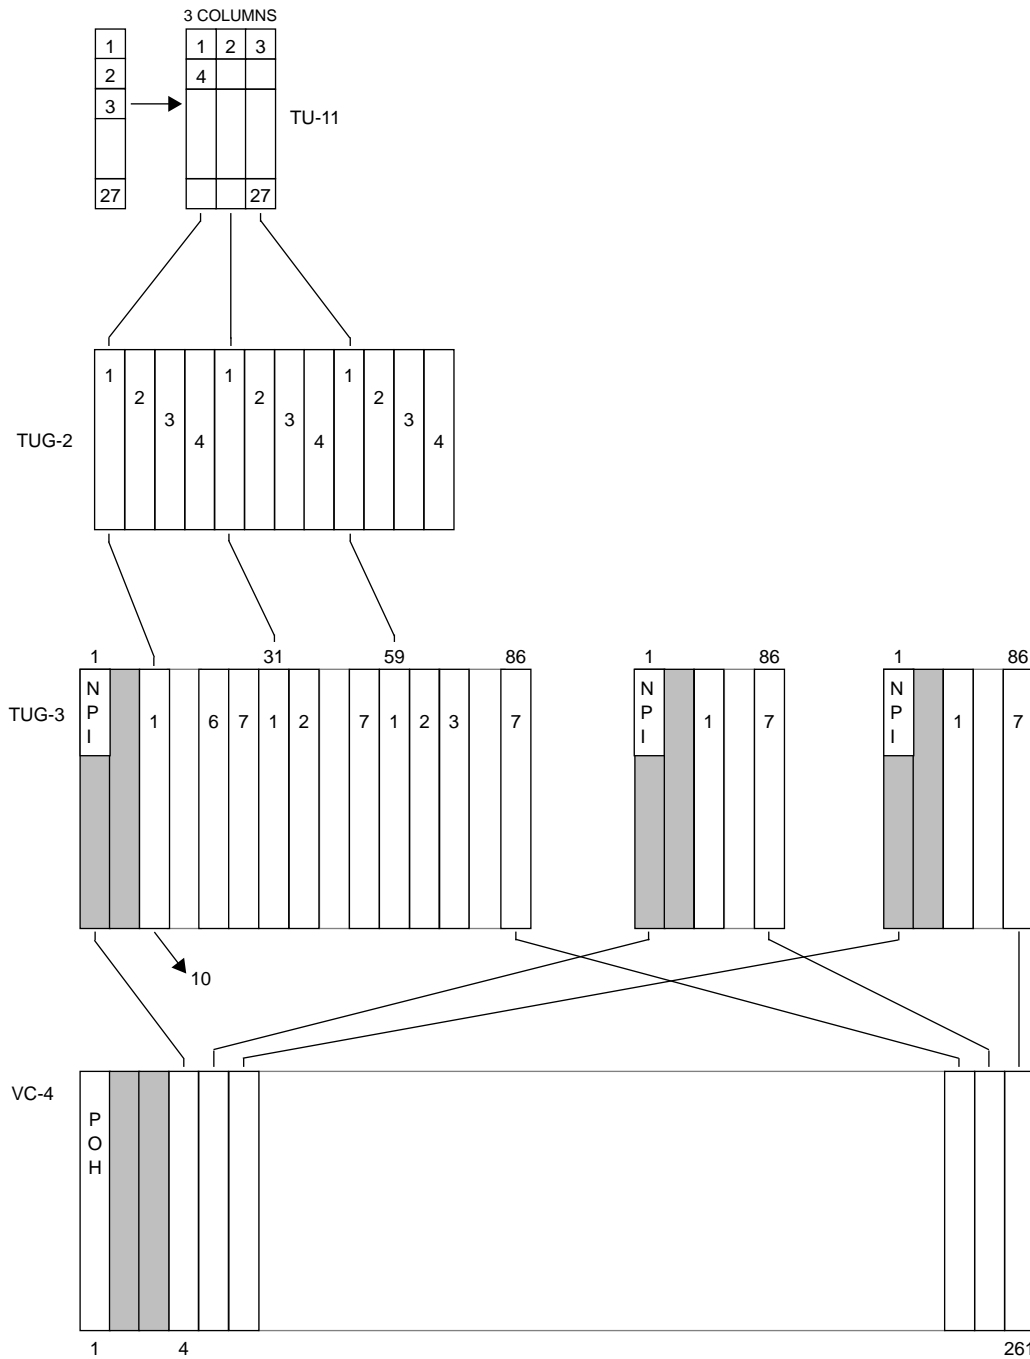 3 COLUMNS
1 1 2 3
2 4
3
TU-11
27 27
1 1 1
2 2 2
3 3 3
TUG-2 4 4 4
1 31 59 86 1 86 1 86
N N N
TUG-3 P 1 6 7 1 2 7 1 2 3 7 P 1 7 P 1 7
I I I
10
VC-4
P
O
H
1 4 261